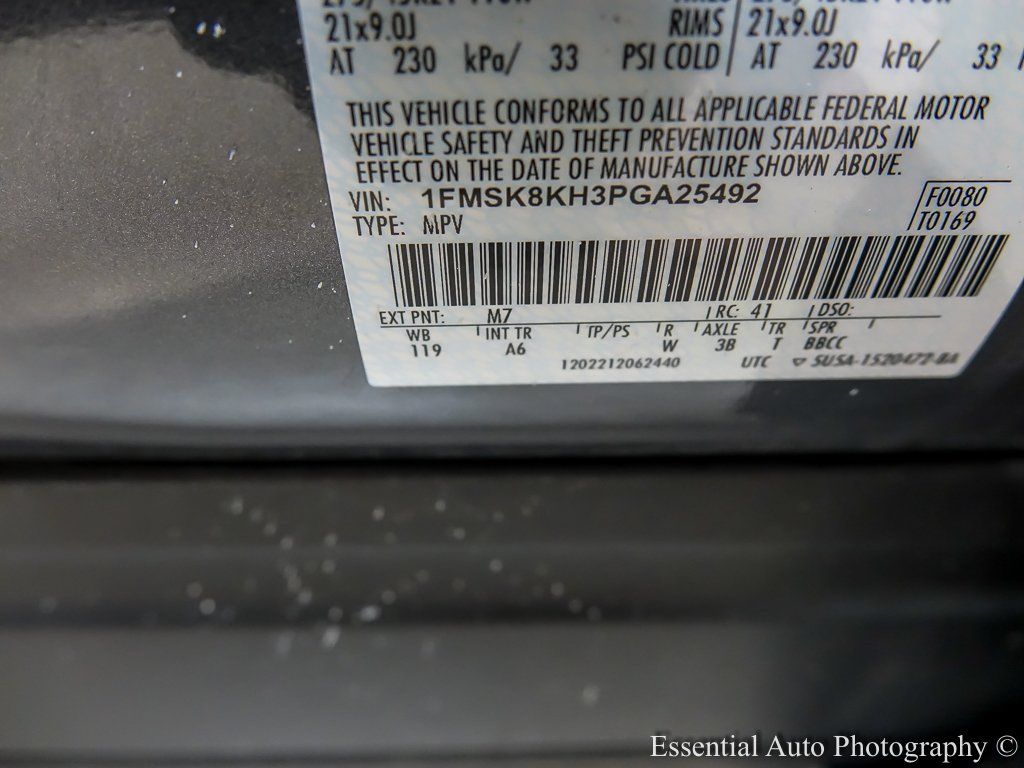 21x9.0J RIMS 21x9.0J
AT 230 kPa/ 33 PSI COLD AT 230 kPa/ 33
THIS VEHICLE CONFORMS TO ALL APPLICABLE FEDERAL MOTOR
VEHICLE SAFETY AND THEFT PREVENTION STANDARDS IN
EFFECT ON THE DATE OF MANUFACTURE SHOWN ABOVE.
VIN: 1FMSK8KH3PGA25492 F0080
TYPE: MPV T0169
EXT PNT: M7 RC: 41 DSO:
WB INT TR TP/PS R AXLE TR SPR
119 A6 W 3B T BBCC
1202212062440 UTC SUSA-1520472-BA
Essential Auto Photography ©